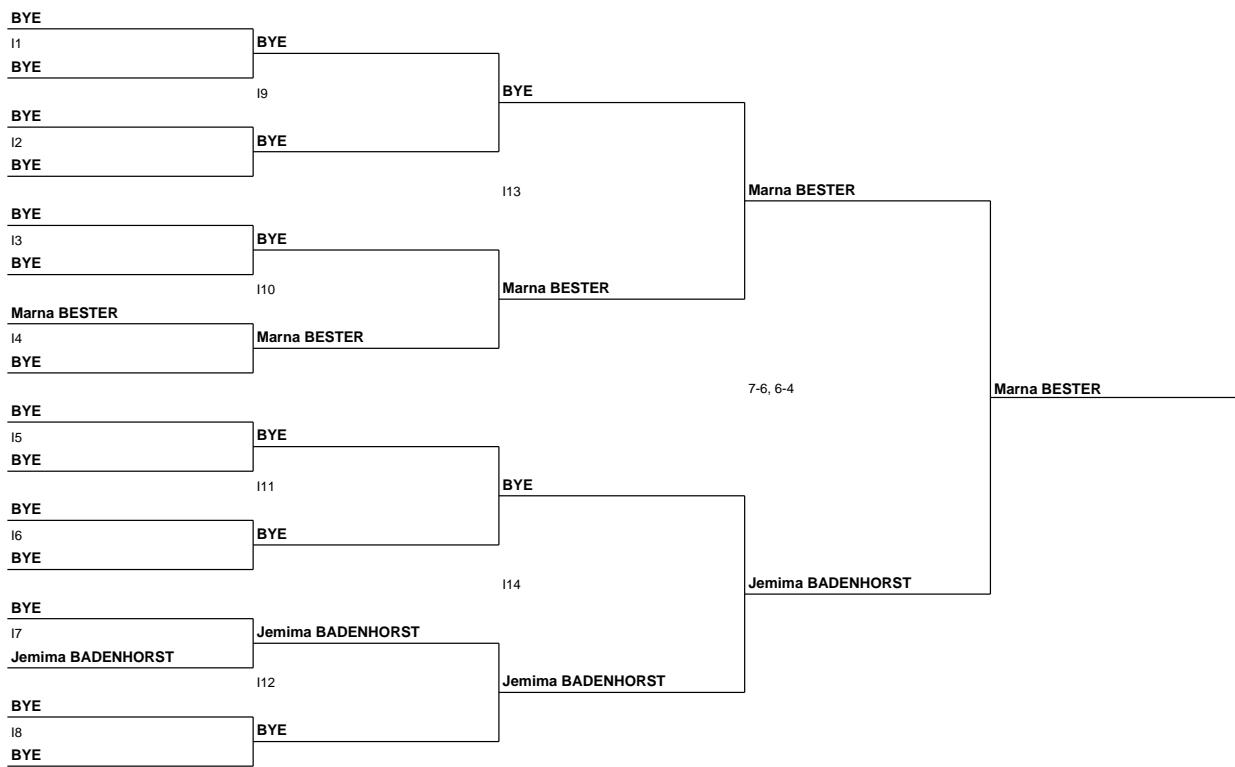 BYE
I1
BYE
BYE
I9
BYE
BYE
I2
BYE
BYE
I13
Marna BESTER
BYE
I3
BYE
BYE
I10
Marna BESTER
Marna BESTER
I4
Marna BESTER
BYE
7-6, 6-4
Marna BESTER
BYE
I5
BYE
BYE
I11
BYE
BYE
I6
BYE
BYE
I14
Jemima BADENHORST
BYE
I7
Jemima BADENHORST
Jemima BADENHORST
I12
Jemima BADENHORST
BYE
I8
BYE
BYE